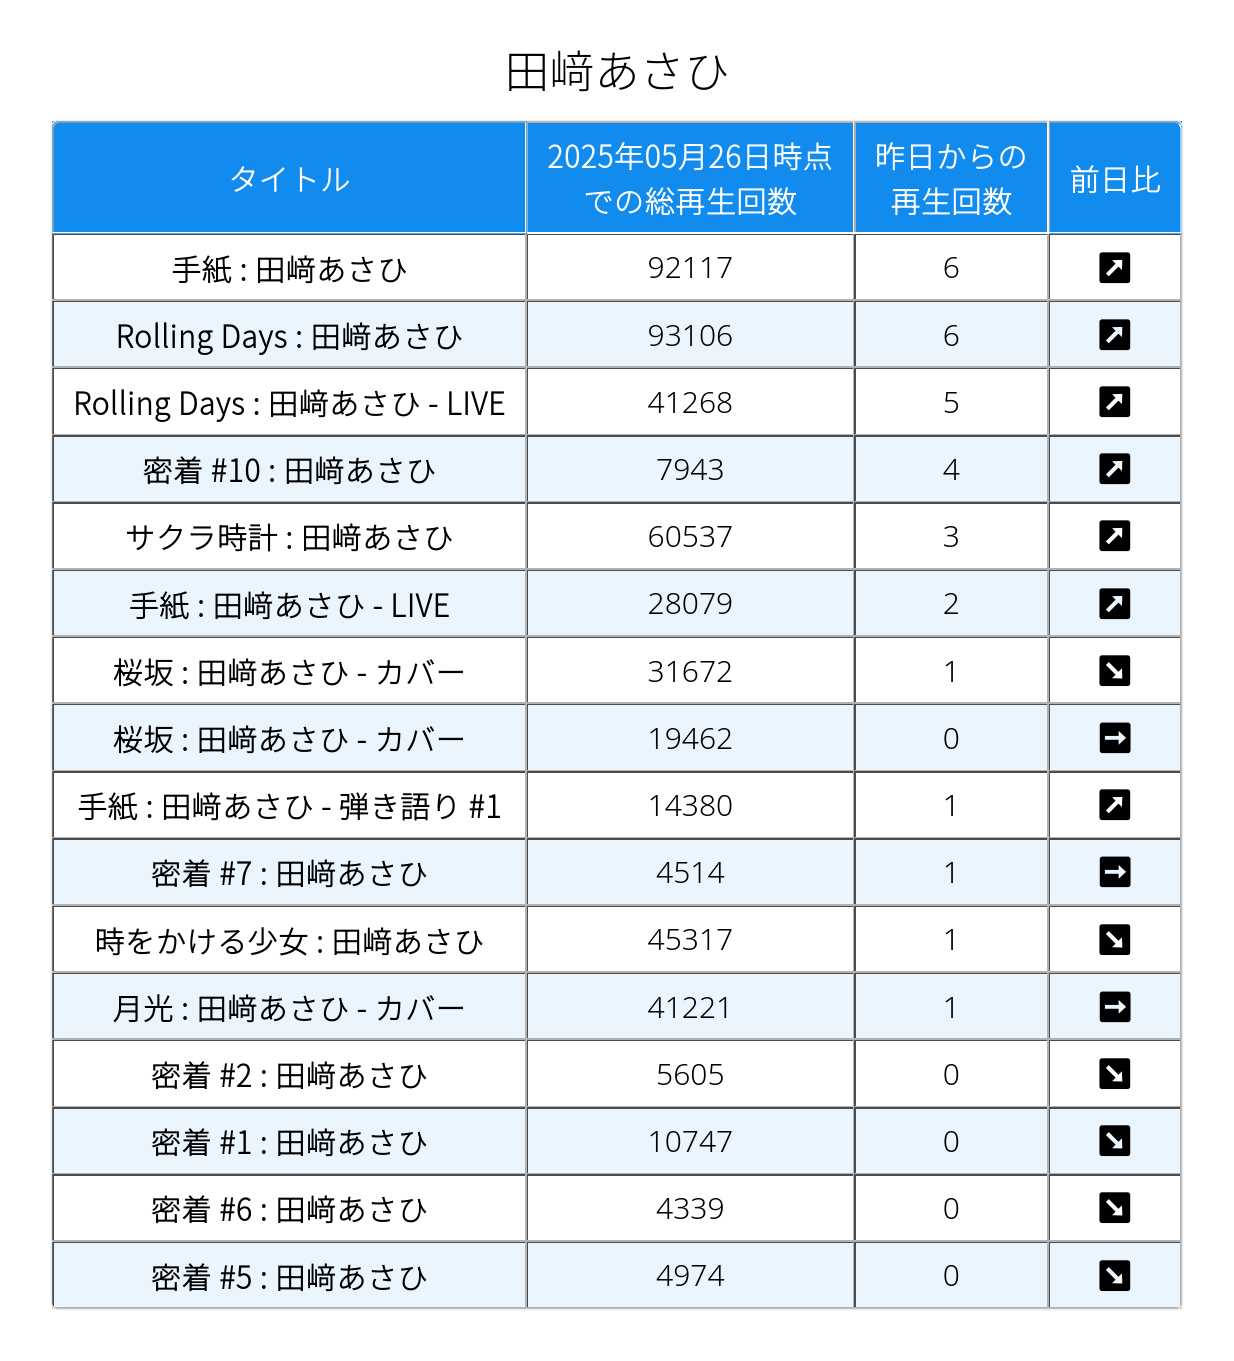 田﨑あさひ
タイトル
2025年05月26日時点
での総再生回数
昨日からの
再生回数
前日比
手紙 : 田﨑あさひ 92117 6 ↗
Rolling Days : 田﨑あさひ 93106 6 ↗
Rolling Days : 田﨑あさひ - LIVE 41268 5 ↗
密着 #10 : 田﨑あさひ 7943 4 ↗
サクラ時計 : 田﨑あさひ 60537 3 ↗
手紙 : 田﨑あさひ - LIVE 28079 2 ↗
桜坂 : 田﨑あさひ - カバー 31672 1 ↘
桜坂 : 田﨑あさひ - カバー 19462 0 →
手紙 : 田﨑あさひ - 弾き語り #1 14380 1 ↗
密着 #7 : 田﨑あさひ 4514 1 →
時をかける少女 : 田﨑あさひ 45317 1 ↘
月光 : 田﨑あさひ - カバー 41221 1 →
密着 #2 : 田﨑あさひ 5605 0 ↘
密着 #1 : 田﨑あさひ 10747 0 ↘
密着 #6 : 田﨑あさひ 4339 0 ↘
密着 #5 : 田﨑あさひ 4974 0 ↘